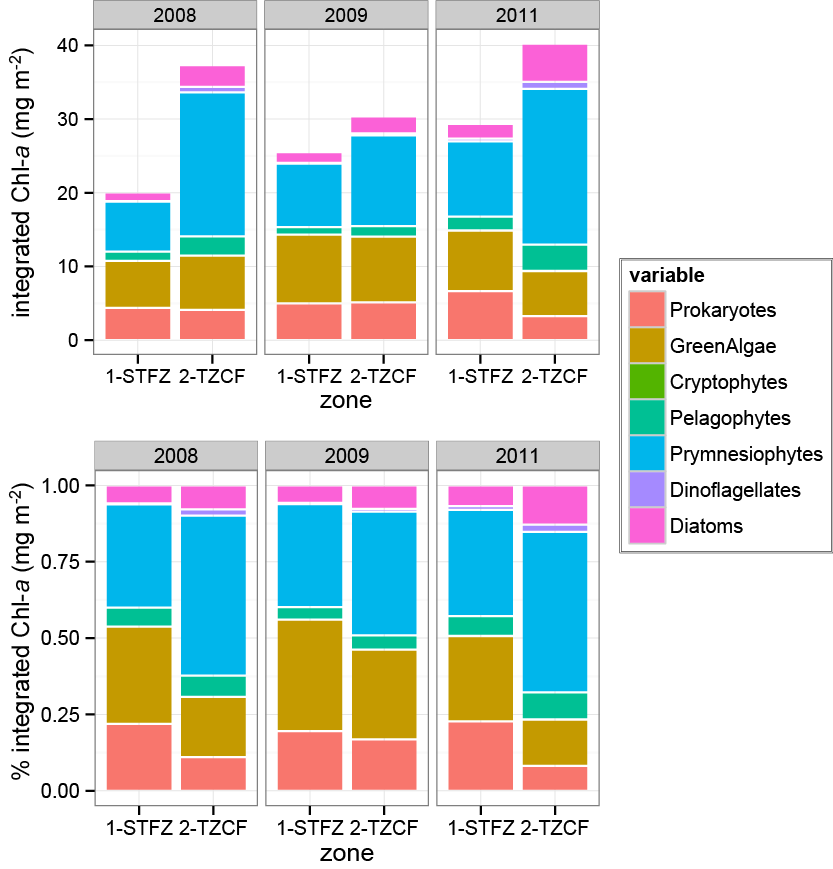 2008 2009 2011
integrated Chl-a (mg m-2)
40
30
20
10
0
1-STFZ 2-TZCF 1-STFZ 2-TZCF 1-STFZ 2-TZCF
zone
variable
Prokaryotes
GreenAlgae
Cryptophytes
Pelagophytes
Prymnesiophytes
Dinoflagellates
Diatoms
2008 2009 2011
% integrated Chl-a (mg m-2)
1.00
0.75
0.50
0.25
0.00
1-STFZ 2-TZCF 1-STFZ 2-TZCF 1-STFZ 2-TZCF
zone